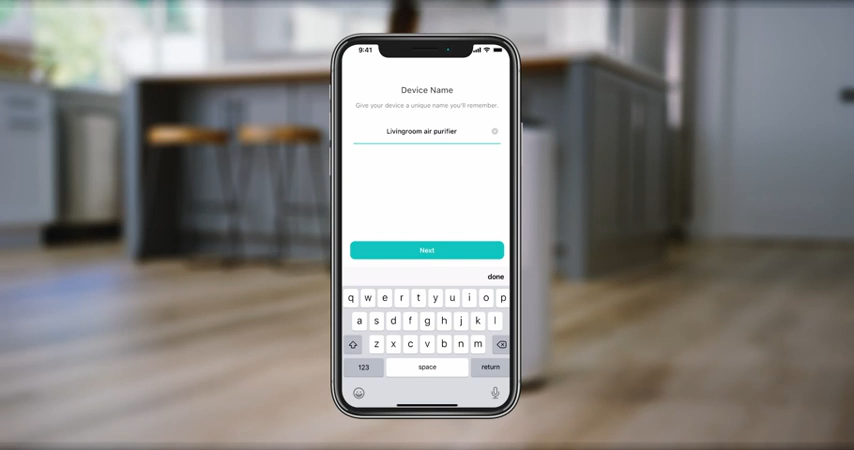 9:41
Device Name
Give your device a unique name you'll remember.
Livingroom air purifier
Next
done
q w e r t y u i o p
a s d f g h j k l
z x c v b n m
123 space return